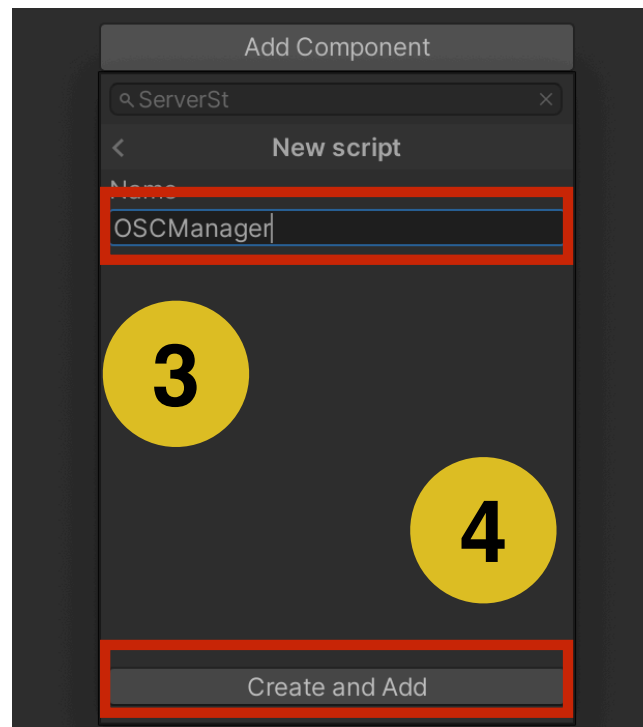 Add Component
ServerSt
New script
Name
OSCManager
3
4
Create and Add